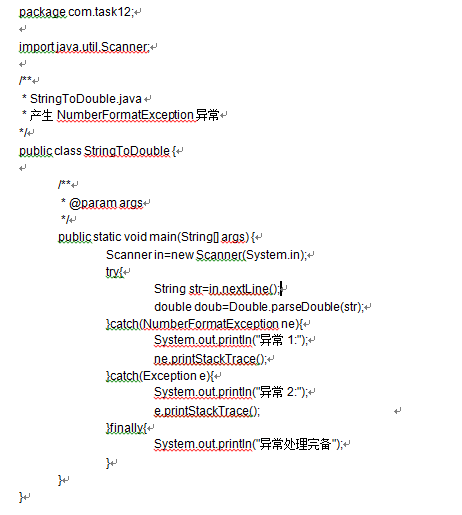 package com.task12;
import java.util.Scanner;
/**
* StringToDouble.java
* 产生 NumberFormatException 异常
*/
public class StringToDouble {
/**
* @param args
*/
public static void main(String[] args) {
Scanner in=new Scanner(System.in);
try{
String str=in.nextLine();
double doub=Double.parseDouble(str);
}catch(NumberFormatException ne){
System.out.println("异常 1:");
ne.printStackTrace();
}catch(Exception e){
System.out.println("异常 2:");
e.printStackTrace();
}finally{
System.out.println("异常处理完备");
}
}
}